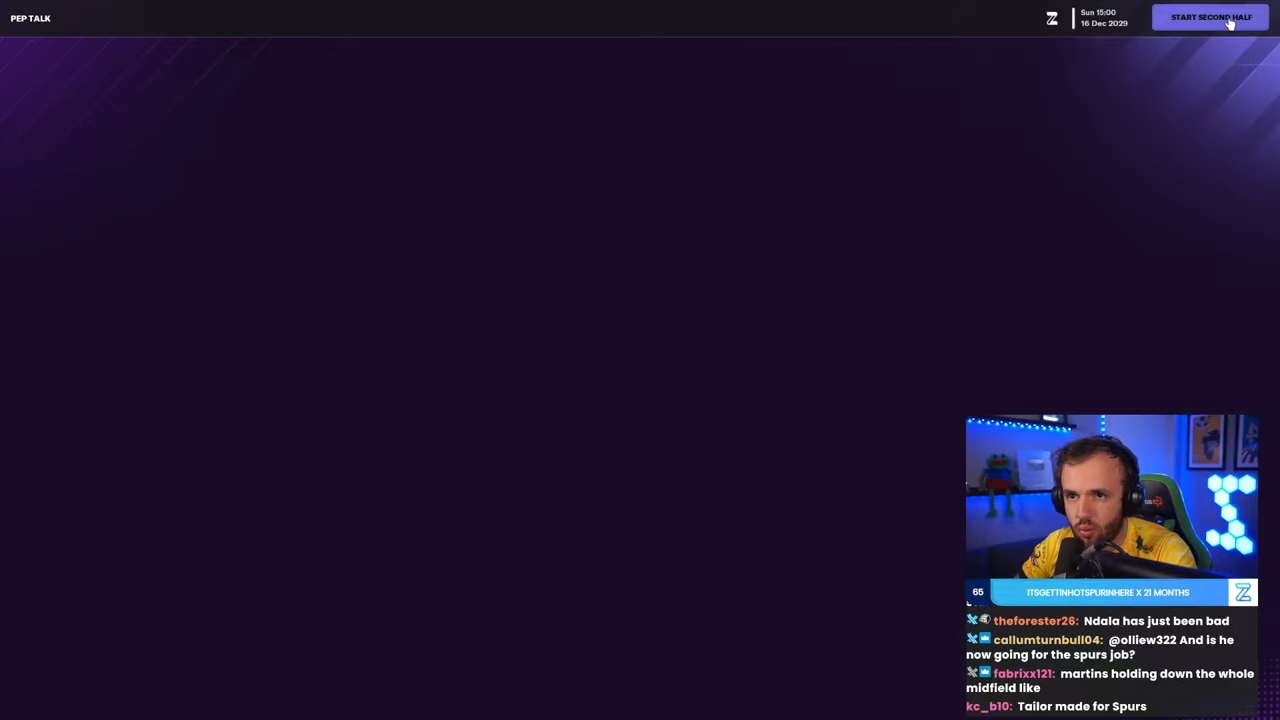 PEP TALK
Sun 15:00
16 Dec 2029
START SECOND HALF
65
ITSGETTINHOTSPURINHERE X 21 MONTHS
theforester26: Ndala has just been bad
callumturnbull04: @olliew322 And is he
now going for the spurs job?
fabrixx121: martins holding down the whole
midfield like
kc_b10: Tailor made for Spurs